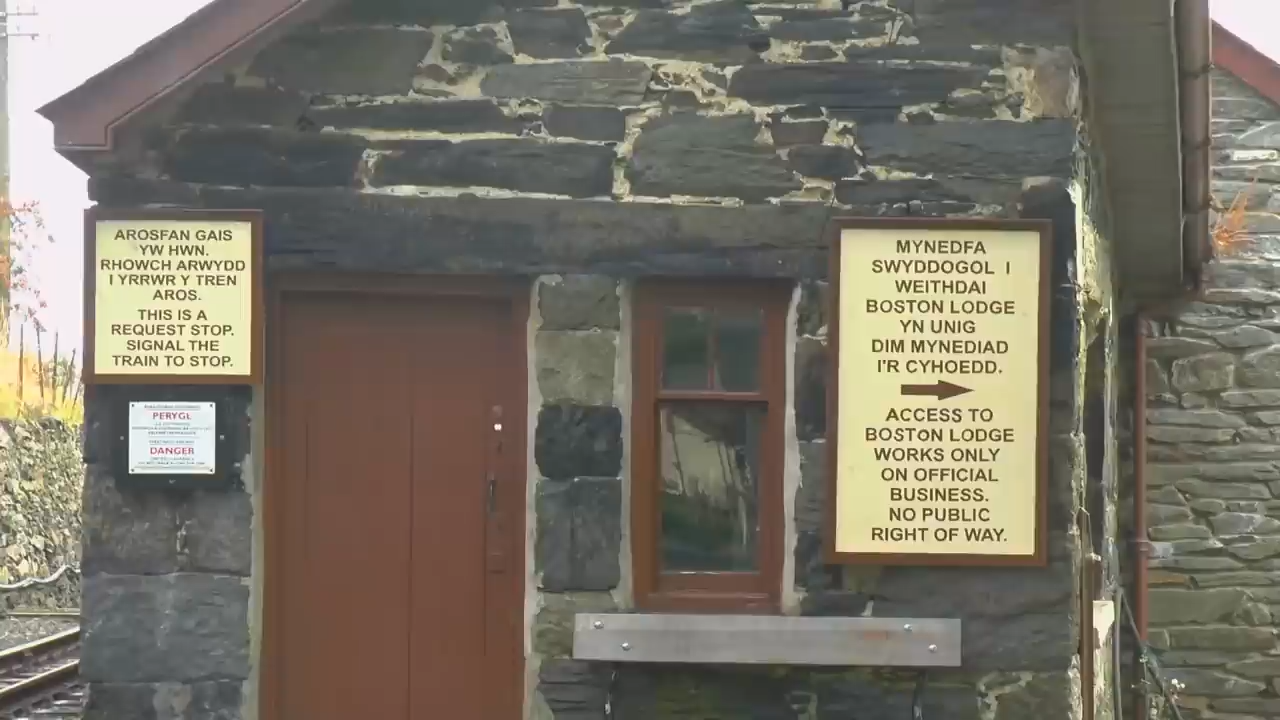 AROSFAN GAIS
YW HWN.
RHOWCH ARWYDD
I YRRWR Y TREN
AROS.
THIS IS A
REQUEST STOP.
SIGNAL THE
TRAIN TO STOP.
PERYGL
DANGER
MYNEDFA
SWYDDOGOL I
WEITHDAI
BOSTON LODGE
YN UNIG
DIM MYNEDIAD
I'R CYHOEDD.
ACCESS TO
BOSTON LODGE
WORKS ONLY
ON OFFICIAL
BUSINESS.
NO PUBLIC
RIGHT OF WAY.